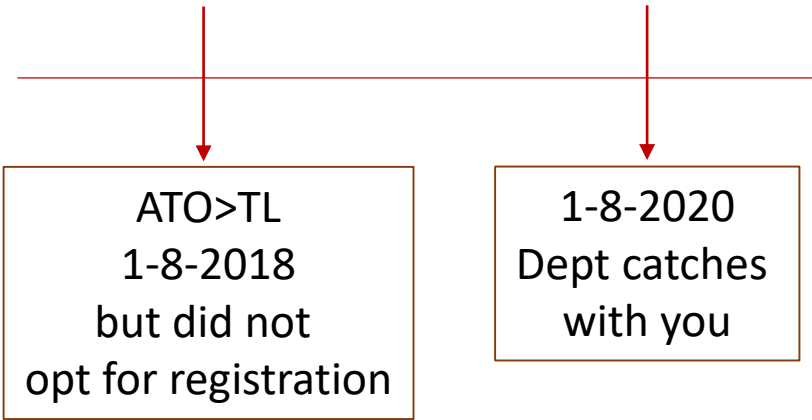 ATO>TL
1-8-2018
but did not
opt for registration
1-8-2020
Dept catches
with you